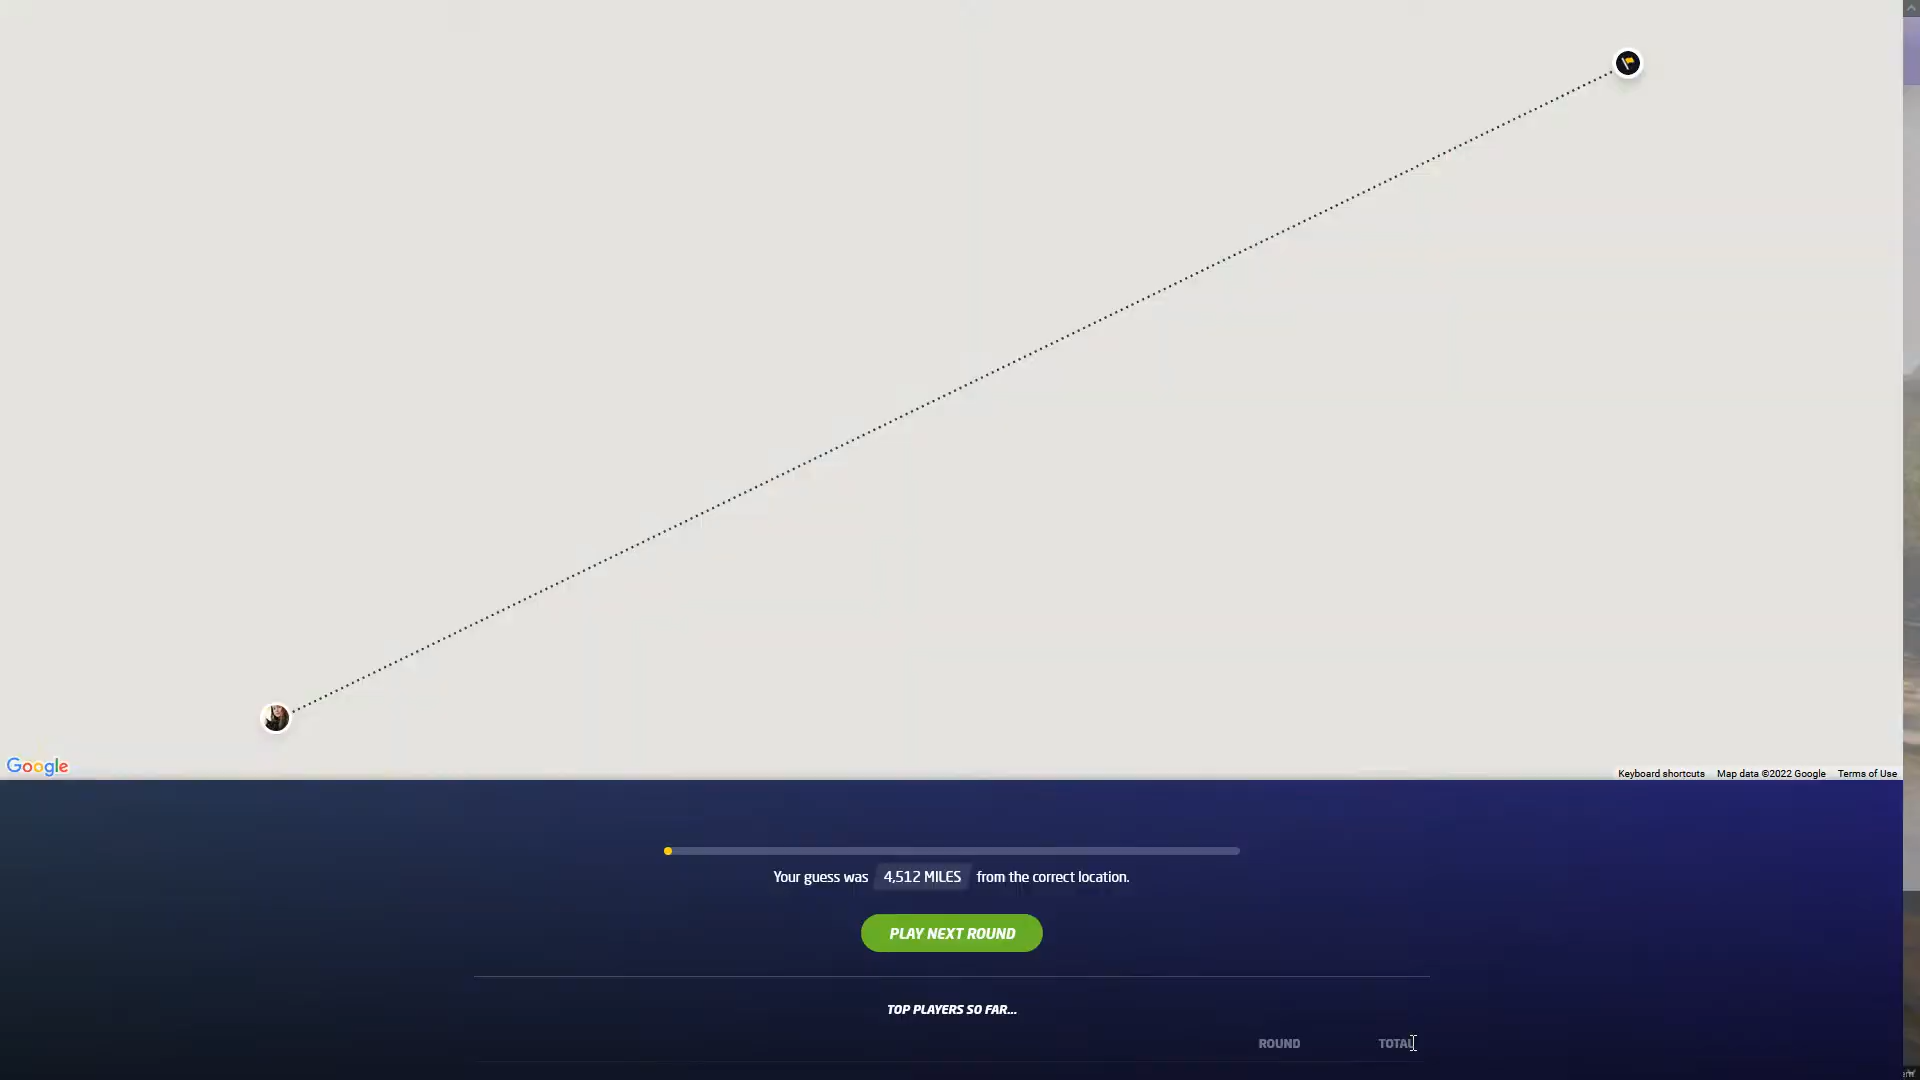 Google
Keyboard shortcuts Map data ©2022 Google Terms of Use
Your guess was 4,512 MILES from the correct location.
PLAY NEXT ROUND
TOP PLAYERS SO FAR...
ROUND TOTAL